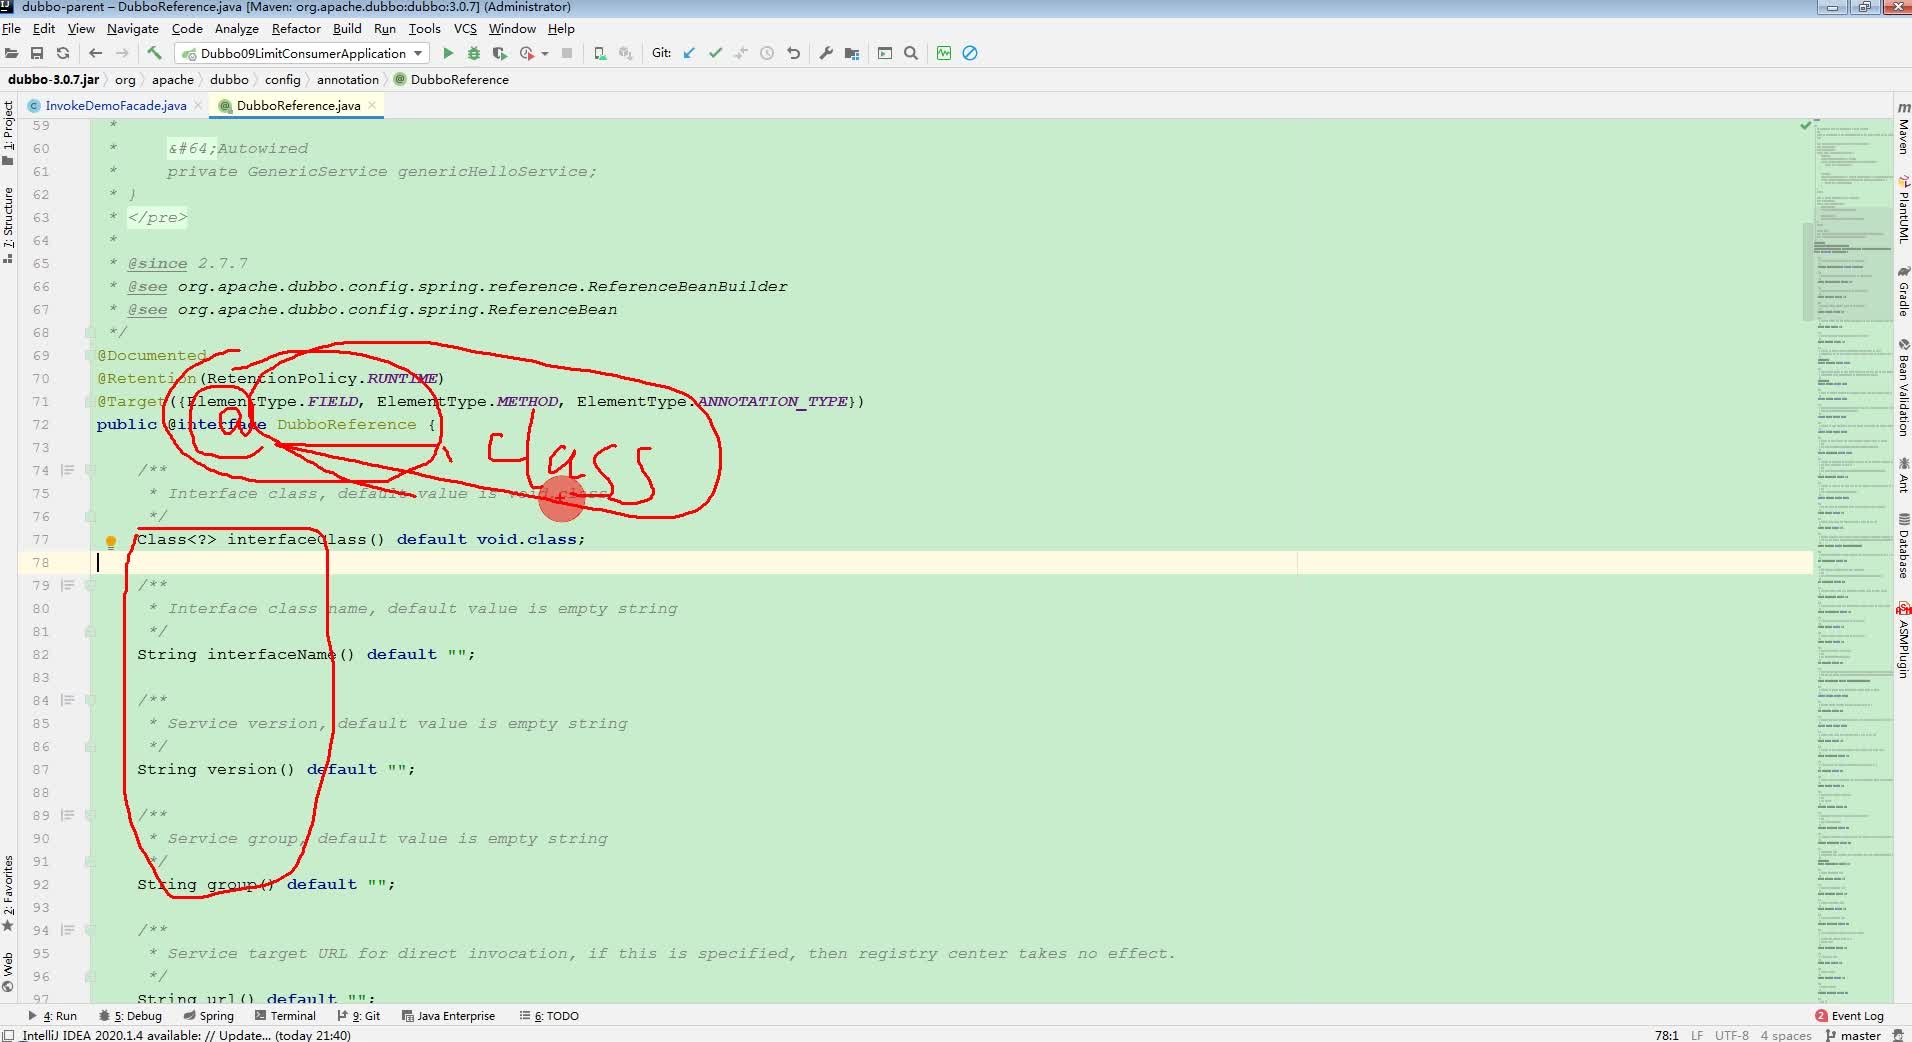 dubbo-parent – DubboReference.java [Maven: org.apache.dubbo:dubbo:3.0.7] (Administrator)
File Edit View Navigate Code Analyze Refactor Build Run Tools VCS Window Help
Dubbo09LimitConsumerApplication Git:
dubbo-3.0.7.jar org apache dubbo config annotation DubboReference
InvokeDemoFacade.java DubboReference.java
1: Project
7: Structure
2: Favorites
Web
59 *
60 * &#64;Autowired
61 * private GenericService genericHelloService;
62 * }
63 * </pre>
64 *
65 * @since 2.7.7
66 * @see org.apache.dubbo.config.spring.reference.ReferenceBeanBuilder
67 * @see org.apache.dubbo.config.spring.ReferenceBean
68 */
69 @Documented
70 @Retention(RetentionPolicy.RUNTIME)
71 @Target({ElementType.FIELD, ElementType.METHOD, ElementType.ANNOTATION_TYPE})
72 public @interface DubboReference {
@
. class
73
74 /**
75 * Interface class, default value is void.class
76 */
77 Class<?> interfaceClass() default void.class;
78
79 /**
80 * Interface class name, default value is empty string
81 */
82 String interfaceName() default "";
83
84 /**
85 * Service version, default value is empty string
86 */
87 String version() default "";
88
89 /**
90 * Service group, default value is empty string
91 */
92 String group() default "";
93
94 /**
95 * Service target URL for direct invocation, if this is specified, then registry center takes no effect.
96 */
97 String url() default "";
Maven
PlantUML
Gradle
Bean Validation
Ant
Database
ASMPlugin
4: Run 5: Debug Spring Terminal 9: Git Java Enterprise 6: TODO 2 Event Log
IntelliJ IDEA 2020.1.4 available: // Update... (today 21:40) 78:1 LF UTF-8 4 spaces master